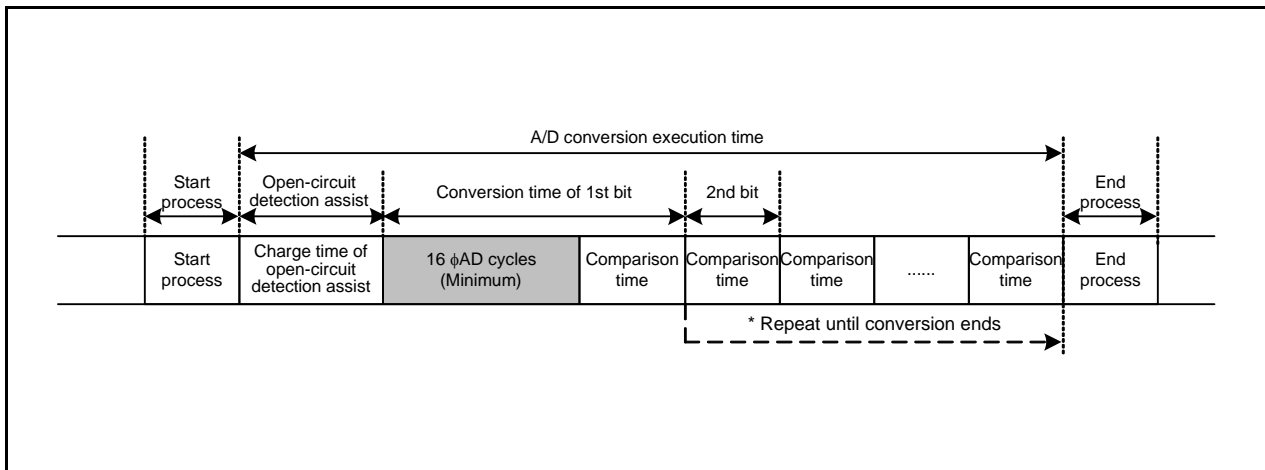 A/D conversion execution time
Start
process
Open-circuit
detection assist
Conversion time of 1st bit
2nd bit
End
process
Start
process
Charge time of
open-circuit
detection assist
16 ϕAD cycles
(Minimum)
Comparison
time
Comparison
time
Comparison
time
......
Comparison
time
End
process
* Repeat until conversion ends